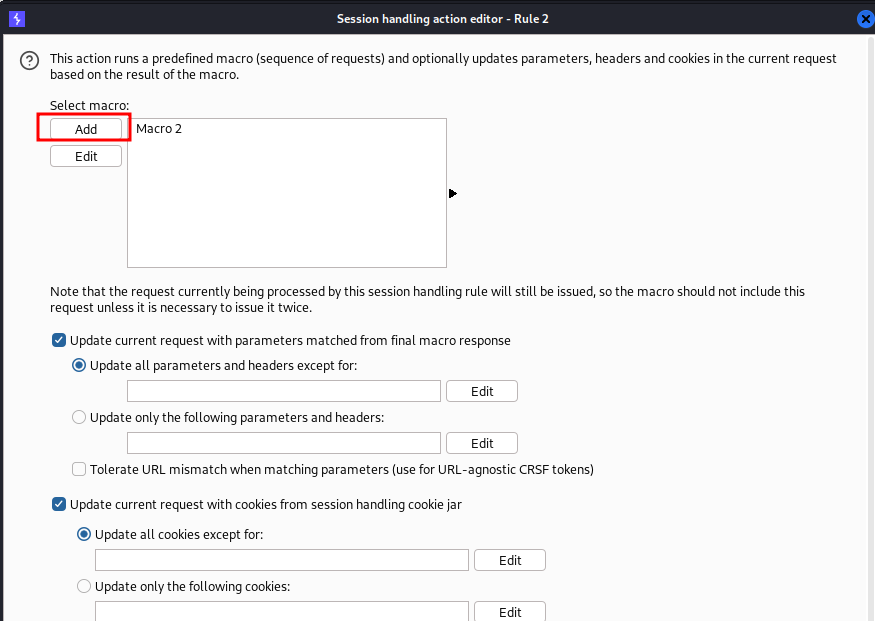 Session handling action editor - Rule 2
This action runs a predefined macro (sequence of requests) and optionally updates parameters, headers and cookies in the current request
based on the result of the macro.
Select macro:
Add
Macro 2
Edit
Note that the request currently being processed by this session handling rule will still be issued, so the macro should not include this
request unless it is necessary to issue it twice.
Update current request with parameters matched from final macro response
Update all parameters and headers except for:
Edit
Update only the following parameters and headers:
Edit
Tolerate URL mismatch when matching parameters (use for URL-agnostic CRSF tokens)
Update current request with cookies from session handling cookie jar
Update all cookies except for:
Edit
Update only the following cookies:
Edit